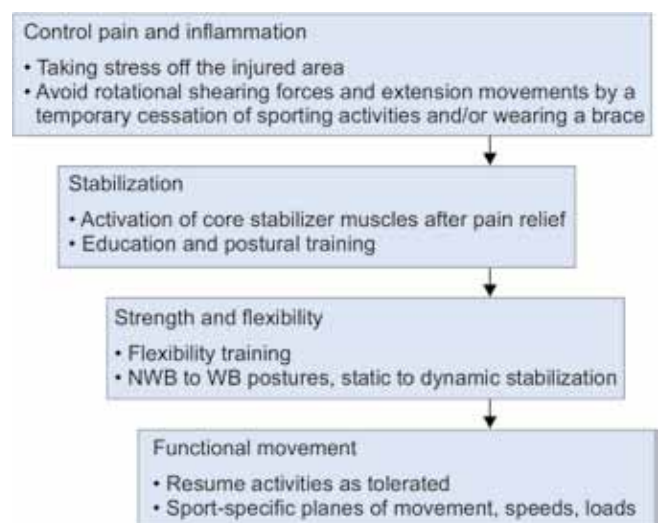 Control pain and inflammation
• Taking stress off the injured area
• Avoid rotational shearing forces and extension movements by a
temporary cessation of sporting activities and/or wearing a brace
Stabilization
• Activation of core stabilizer muscles after pain relief
• Education and postural training
Strength and flexibility
• Flexibility training
• NWB to WB postures, static to dynamic stabilization
Functional movement
• Resume activities as tolerated
• Sport-specific planes of movement, speeds, loads